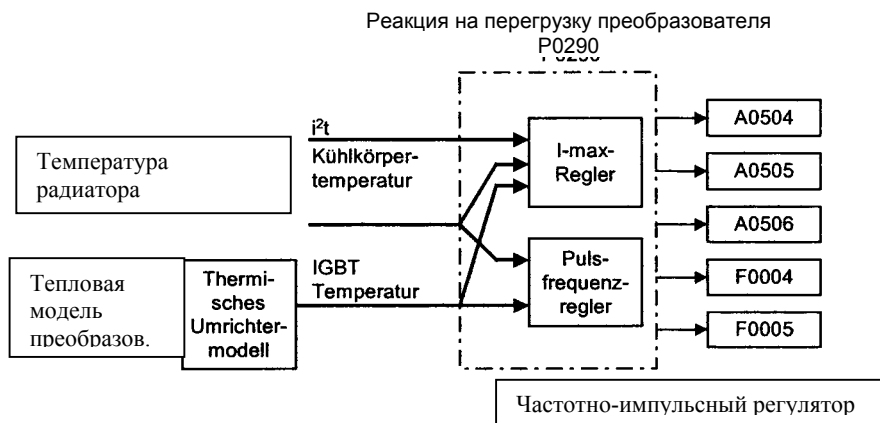 Реакция на перегрузку преобразователя
P0290
i²t
Kühlkörper-
temperatur
Температура
радиатора
I-max-
Regler
A0504
A0505
A0506
F0004
F0005
IGBT
Temperatur
Puls-
frequenz-
regler
Тепловая
модель
преобразов.
Thermi-
sches
Umrichter-
modell
Частотно-импульсный регулятор